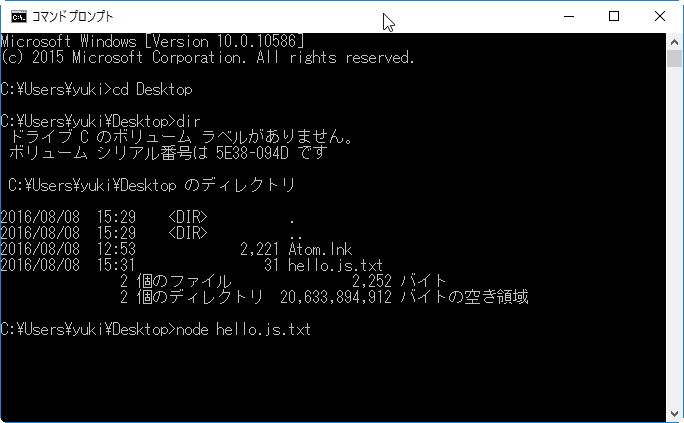 コマンド プロンプト
Microsoft Windows [Version 10.0.10586]
(c) 2015 Microsoft Corporation. All rights reserved.
C:¥Users¥yuki>cd Desktop
C:¥Users¥yuki¥Desktop>dir
ドライブ C のボリューム ラベルがありません。
ボリューム シリアル番号は 5E38-094D です
C:¥Users¥yuki¥Desktop のディレクトリ
2016/08/08  15:29    <DIR>          .
2016/08/08  15:29    <DIR>          ..
2016/08/08  12:53             2,221 Atom.lnk
2016/08/08  15:31                31 hello.js.txt
2 個のファイル               2,252 バイト
2 個のディレクトリ  20,633,894,912 バイトの空き領域
C:¥Users¥yuki¥Desktop>node hello.js.txt